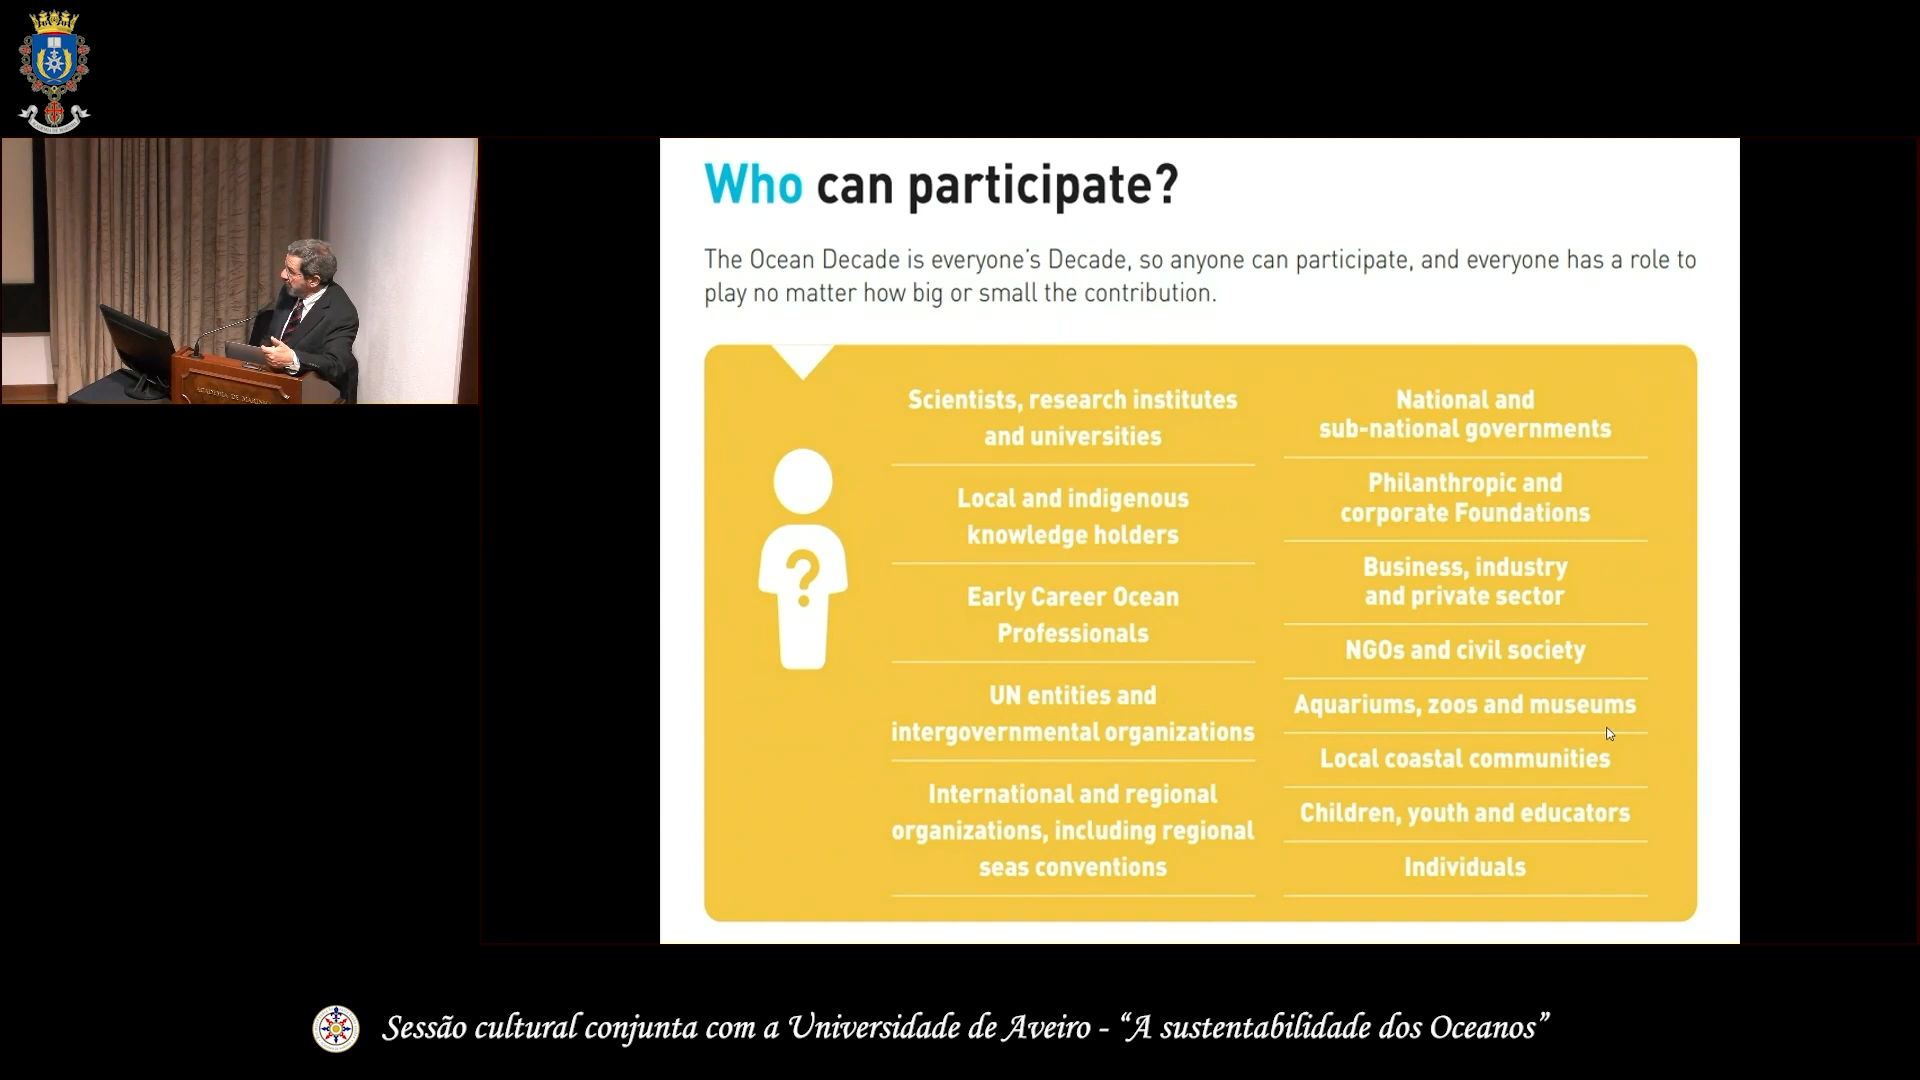 Who can participate?
The Ocean Decade is everyone's Decade, so anyone can participate, and everyone has a role to
play no matter how big or small the contribution.
?
Scientists, research institutes
and universities
Local and indigenous
knowledge holders
Early Career Ocean
Professionals
UN entities and
intergovernmental organizations
International and regional
organizations, including regional
seas conventions
National and
sub-national governments
Philanthropic and
corporate Foundations
Business, industry
and private sector
NGOs and civil society
Aquariums, zoos and museums
Local coastal communities
Children, youth and educators
Individuals
ACADEMIA DE MARINHA
Sessão cultural conjunta com a Universidade de Aveiro - “A sustentabilidade dos Oceanos”